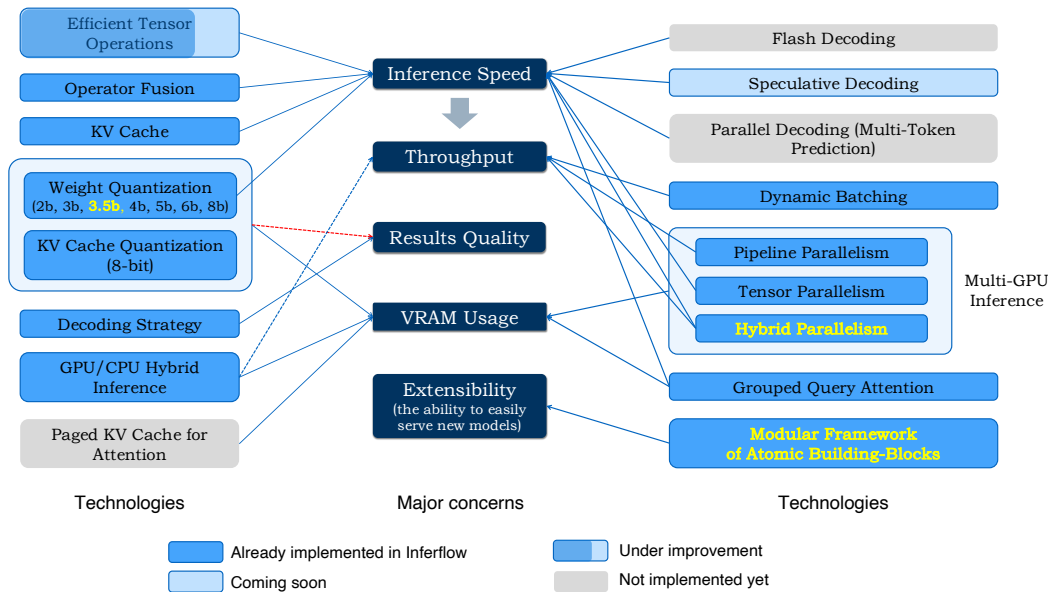 Efficient Tensor
Operations
Operator Fusion
KV Cache
Weight Quantization
(2b, 3b, 3.5b, 4b, 5b, 6b, 8b)
KV Cache Quantization
(8-bit)
Decoding Strategy
GPU/CPU Hybrid
Inference
Paged KV Cache for
Attention
Technologies
Inference Speed
Throughput
Results Quality
VRAM Usage
Extensibility
(the ability to easily
serve new models)
Major concerns
Flash Decoding
Speculative Decoding
Parallel Decoding (Multi-Token
Prediction)
Dynamic Batching
Pipeline Parallelism
Tensor Parallelism
Hybrid Parallelism
Multi-GPU
Inference
Grouped Query Attention
Modular Framework
of Atomic Building-Blocks
Technologies
Already implemented in Inferflow
Coming soon
Under improvement
Not implemented yet